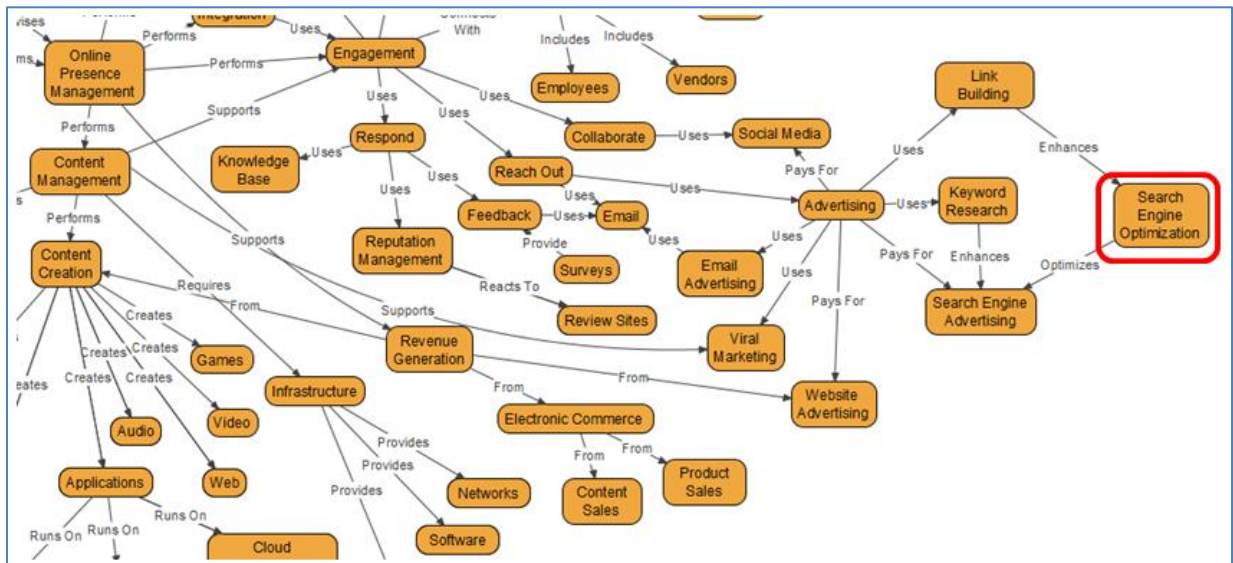 Performs
Integration
Uses
Connects
With
Performs
Online
Presence
Management
Performs
Engagement
Includes
Includes
Employees
Vendors
Link
Building
Supports
Uses
Uses
Uses
Performs
Respond
Collaborate
Uses
Social Media
Uses
Enhances
Content
Management
Knowledge
Base
Uses
Reach Out
Pays For
Uses
Uses
Uses
Uses
Advertising
Uses
Keyword
Research
Search
Engine
Optimization
Performs
Feedback
Uses
Email
Supports
Reputation
Management
Provide
Uses
Uses
Pays For
Enhances
Optimizes
Content
Creation
Surveys
Email
Advertising
Uses
Requires
Reacts To
Pays For
From
Supports
Review Sites
Search Engine
Advertising
Creates
Revenue
Generation
Viral
Marketing
Creates
Creates
Games
Creates
Creates
Infrastructure
From
From
Website
Advertising
Audio
Video
Electronic Commerce
Provides
From
From
Provides
Applications
Web
Provides
Networks
Content
Sales
Product
Sales
Runs On
Runs On
Runs On
Software
Cloud